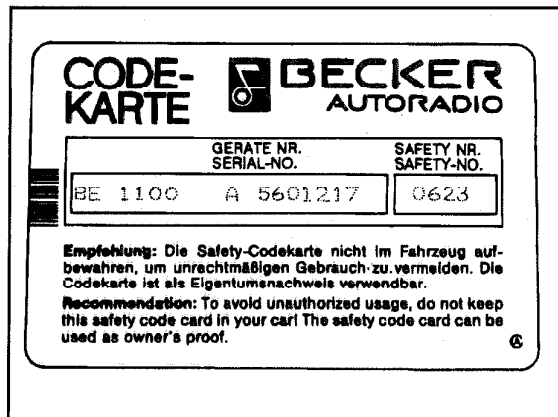 CODE-
KARTE
BECKER
AUTORADIO
GERATE NR.
SERIAL-NO.
SAFETY NR.
SAFETY-NO.
BE 1100 A 5601217
0623
Empfehlung: Die Safety-Codekarte nicht im Fahrzeug auf-
bewahren, um unrechtmäßigen Gebrauch zu vermeiden. Die
Codekarte ist als Eigentumsnachweis verwendbar.
Recommendation: To avoid unauthorized usage, do not keep
this safety code card in your car! The safety code card can be
used as owner's proof.